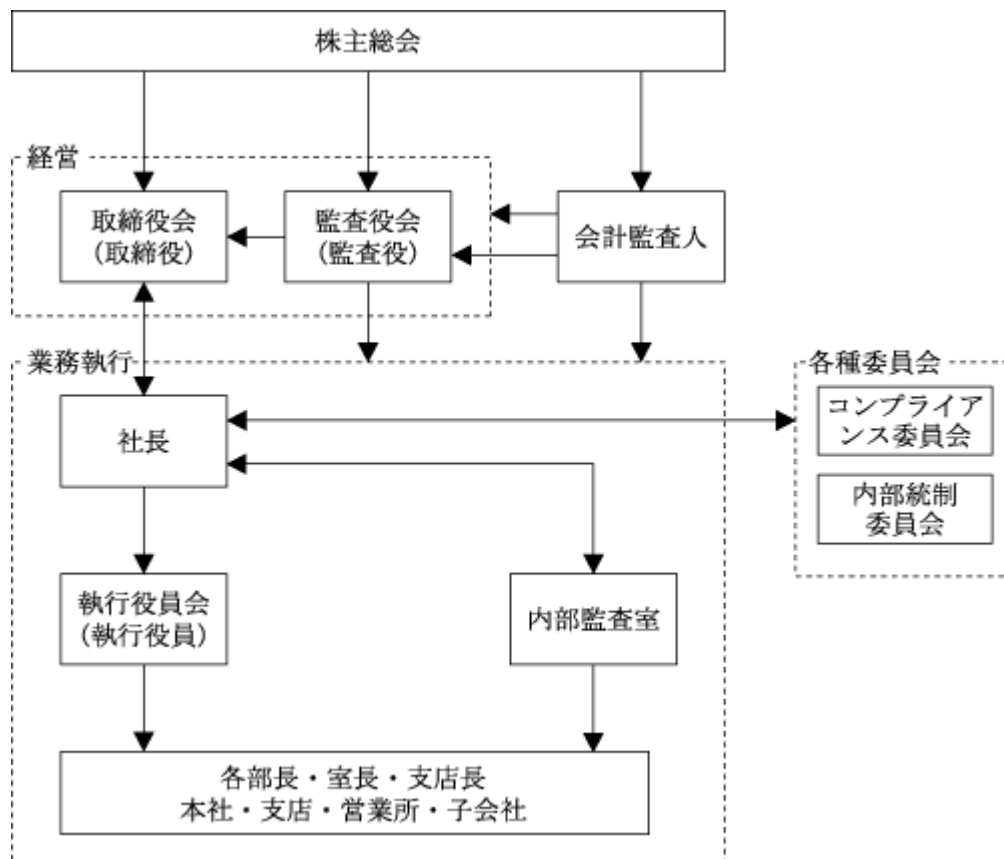 株主総会
経営
取締役会
(取締役)
監査役会
(監査役)
会計監査人
業務執行
各種委員会
社長
コンプライア
ンス委員会
内部統制
委員会
執行役員会
(執行役員)
内部監査室
各部長・室長・支店長
本社・支店・営業所・子会社